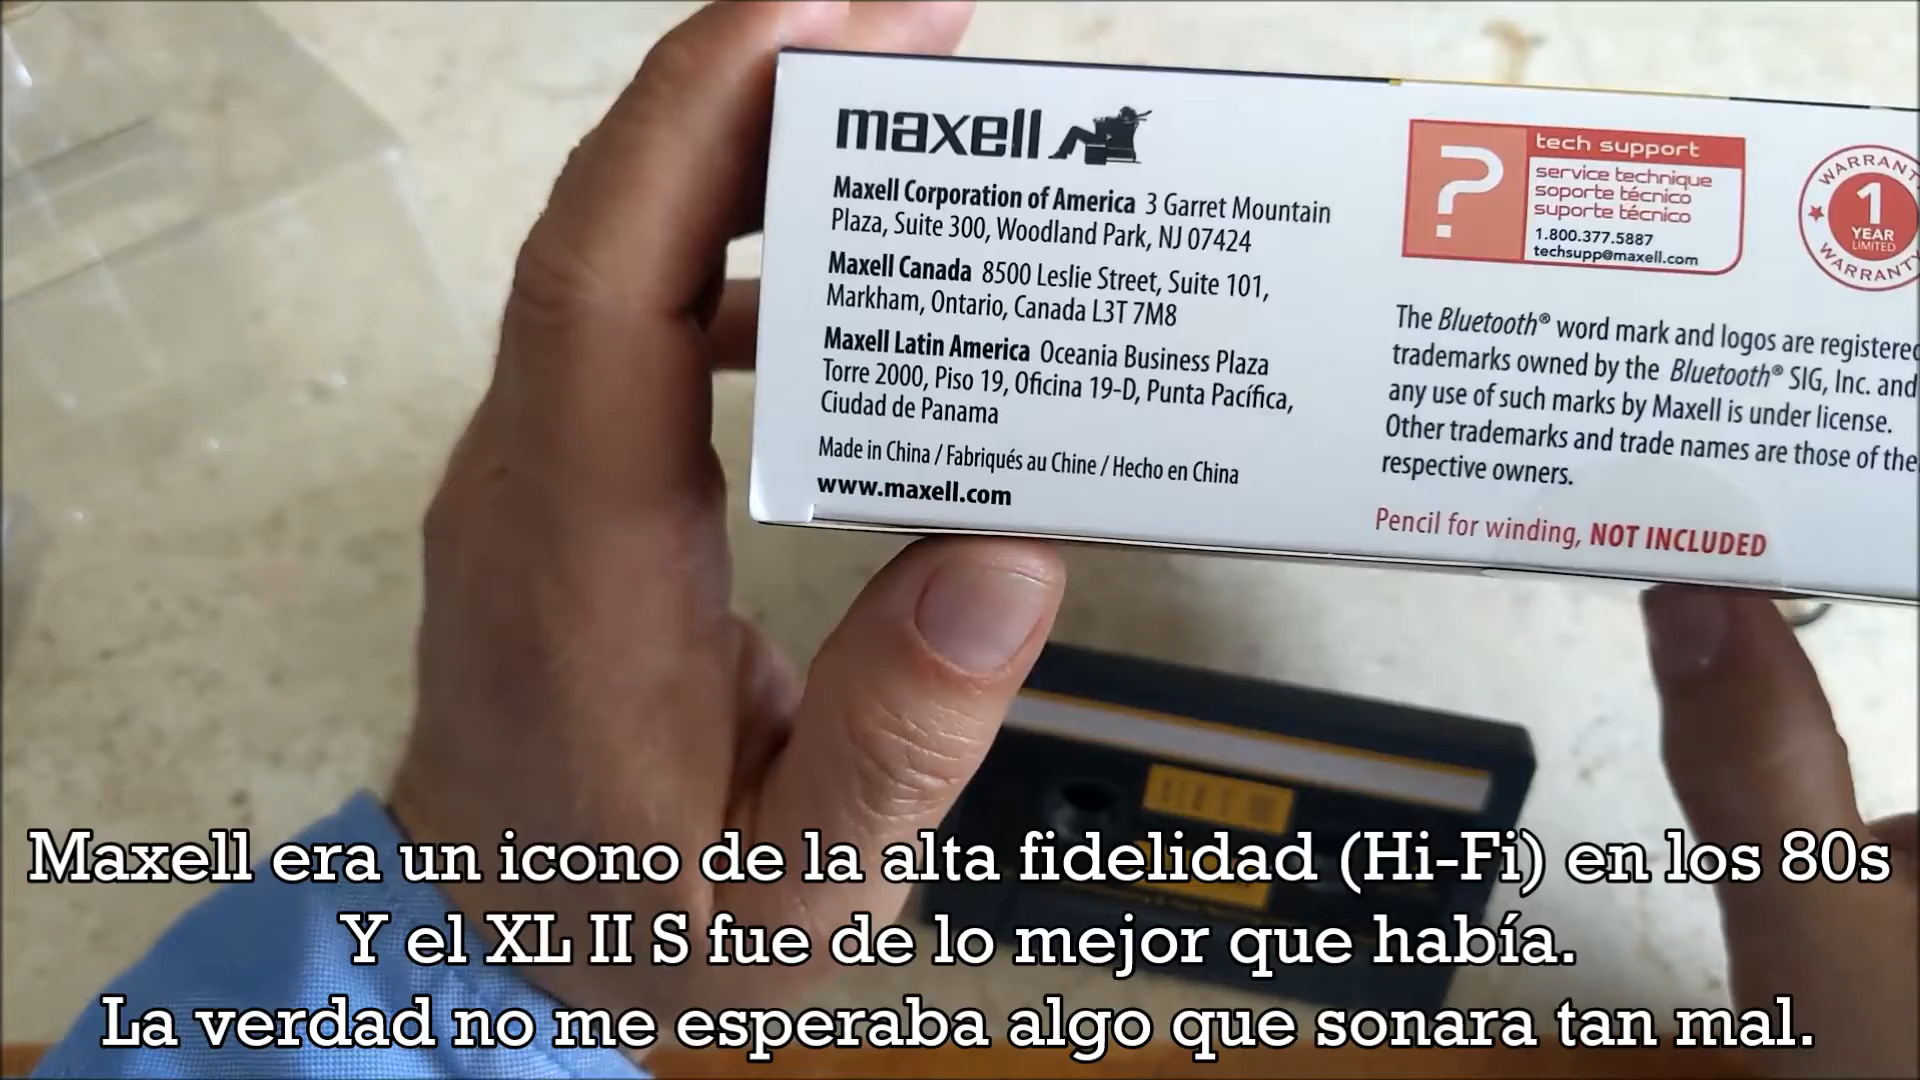 maxell
Maxell Corporation of America 3 Garret Mountain
Plaza, Suite 300, Woodland Park, NJ 07424
Maxell Canada 8500 Leslie Street, Suite 101,
Markham, Ontario, Canada L3T 7M8
Maxell Latin America Oceania Business Plaza
Torre 2000, Piso 19, Oficina 19-D, Punta Pacífica,
Ciudad de Panama
Made in China / Fabriqués au Chine / Hecho en China
www.maxell.com
?
tech support
service technique
soporte técnico
suporte técnico
1.800.377.5887
techsupp@maxell.com
WARRANTY
1
YEAR
LIMITED
WARRANTY
The Bluetooth® word mark and logos are registered
trademarks owned by the Bluetooth® SIG, Inc. and
any use of such marks by Maxell is under license.
Other trademarks and trade names are those of the
respective owners.
Pencil for winding, NOT INCLUDED
Maxell era un icono de la alta fidelidad (Hi-Fi) en los 80s
Y el XL II S fue de lo mejor que había.
La verdad no me esperaba algo que sonara tan mal.